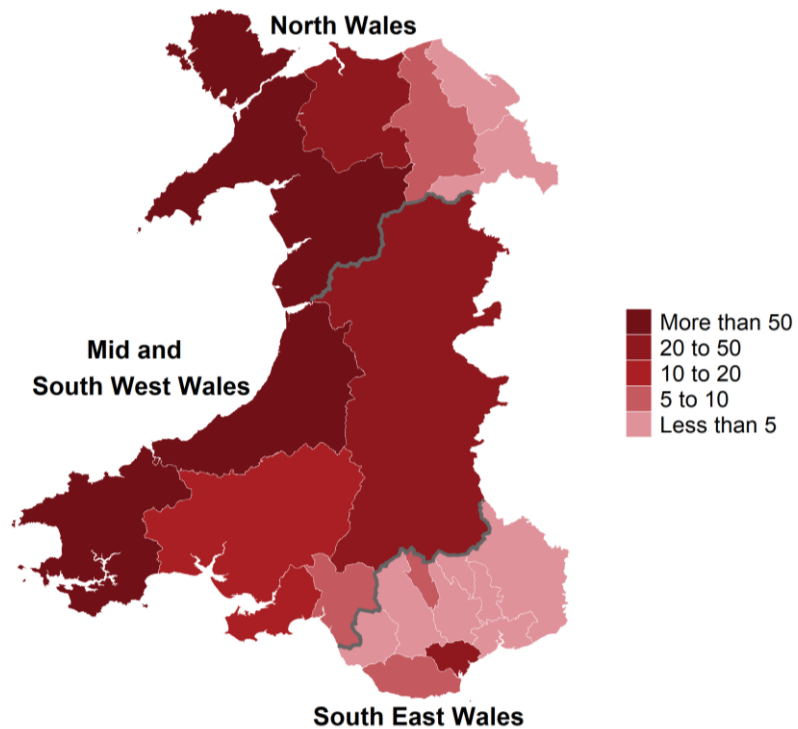 North Wales
Mid and
South West Wales
More than 50
20 to 50
10 to 20
5 to 10
Less than 5
South East Wales